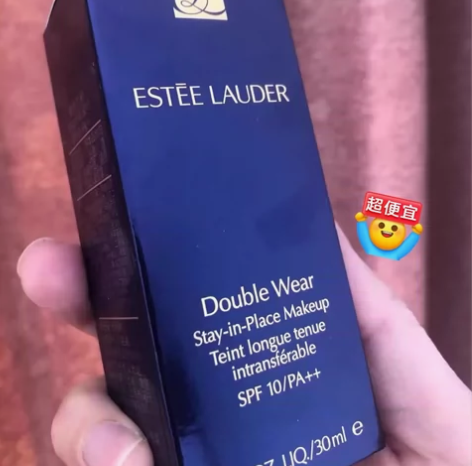 ESTĒE LAUDER
超便宜
Double Wear
Stay-in-Place Makeup
Teint longue tenue
intransférable
SPF 10/PA++
LIQ./30ml e